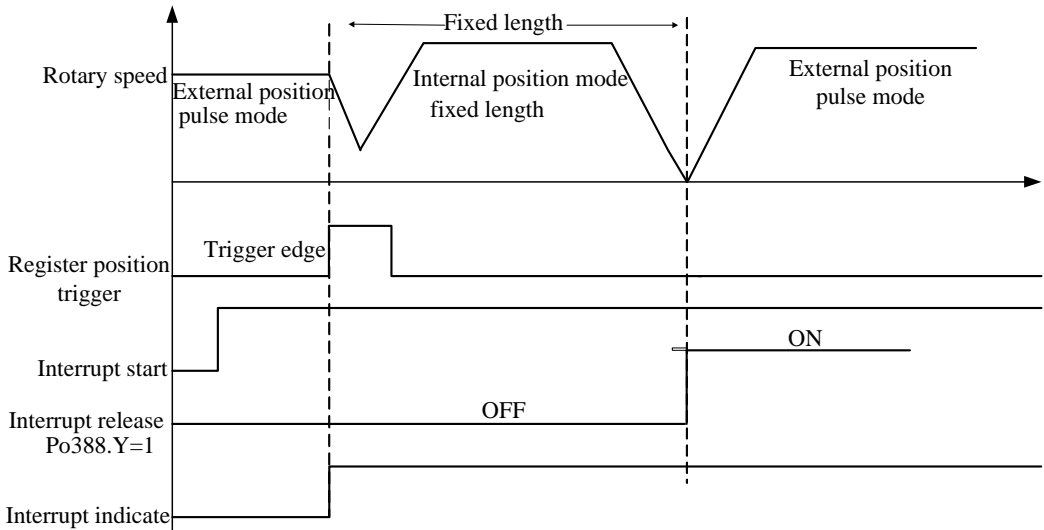 Fixed length
Rotary speed
External position
pulse mode
Internal position mode
fixed length
External position
pulse mode
Trigger edge
Register position
trigger
Interrupt start
ON
Interrupt release
Po388.Y=1
OFF
Interrupt indicate